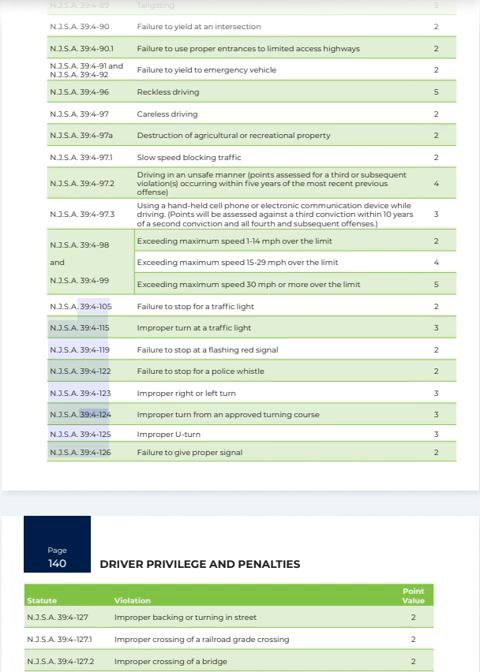 N.J.S.A. 39:4-89 Tailgating 5
N.J.S.A. 39:4-90 Failure to yield at an intersection 2
N.J.S.A. 39:4-90.1 Failure to use proper entrances to limited access highways 2
N.J.S.A. 39:4-91 and
N.J.S.A. 39:4-92 Failure to yield to emergency vehicle 2
N.J.S.A. 39:4-96 Reckless driving 5
N.J.S.A. 39:4-97 Careless driving 2
N.J.S.A. 39:4-97a Destruction of agricultural or recreational property 2
N.J.S.A. 39:4-97.1 Slow speed blocking traffic 2
N.J.S.A. 39:4-97.2 Driving in an unsafe manner (points assessed for a third or subsequent
violation(s) occurring within five years of the most recent previous
offense) 4
N.J.S.A. 39:4-97.3 Using a hand-held cell phone or electronic communication device while
driving. (Points will be assessed against a third conviction within 10 years
of a second conviction and all fourth and subsequent offenses.) 3
N.J.S.A. 39:4-98
and
N.J.S.A. 39:4-99
Exceeding maximum speed 1-14 mph over the limit 2
Exceeding maximum speed 15-29 mph over the limit 4
Exceeding maximum speed 30 mph or more over the limit 5
N.J.S.A. 39:4-105 Failure to stop for a traffic light 2
N.J.S.A. 39:4-115 Improper turn at a traffic light 3
N.J.S.A. 39:4-119 Failure to stop at a flashing red signal 2
N.J.S.A. 39:4-122 Failure to stop for a police whistle 2
N.J.S.A. 39:4-123 Improper right or left turn 3
N.J.S.A. 39:4-124 Improper turn from an approved turning course 3
N.J.S.A. 39:4-125 Improper U-turn 3
N.J.S.A. 39:4-126 Failure to give proper signal 2
Page
140
DRIVER PRIVILEGE AND PENALTIES
Statute Violation Point
Value
N.J.S.A. 39:4-127 Improper backing or turning in street 2
N.J.S.A. 39:4-127.1 Improper crossing of a railroad grade crossing 2
N.J.S.A. 39:4-127.2 Improper crossing of a bridge 2